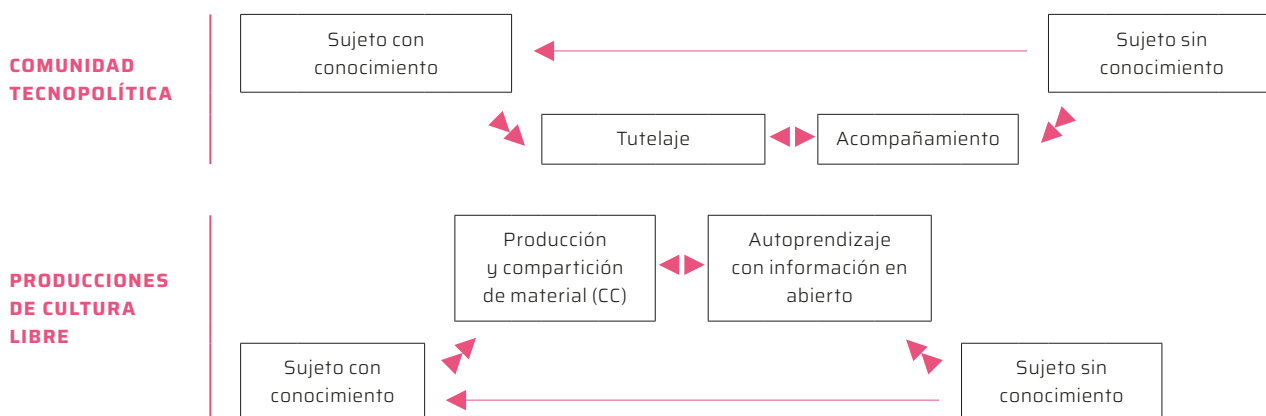 COMUNIDAD
TECNOPOLÍTICA
Sujeto con
conocimiento
Sujeto sin
conocimiento
Tutelaje
Acompañamiento
PRODUCCIONES
DE CULTURA
LIBRE
Producción
y compartición
de material (CC)
Autoprendizaje
con información en
abierto
Sujeto con
conocimiento
Sujeto sin
conocimiento